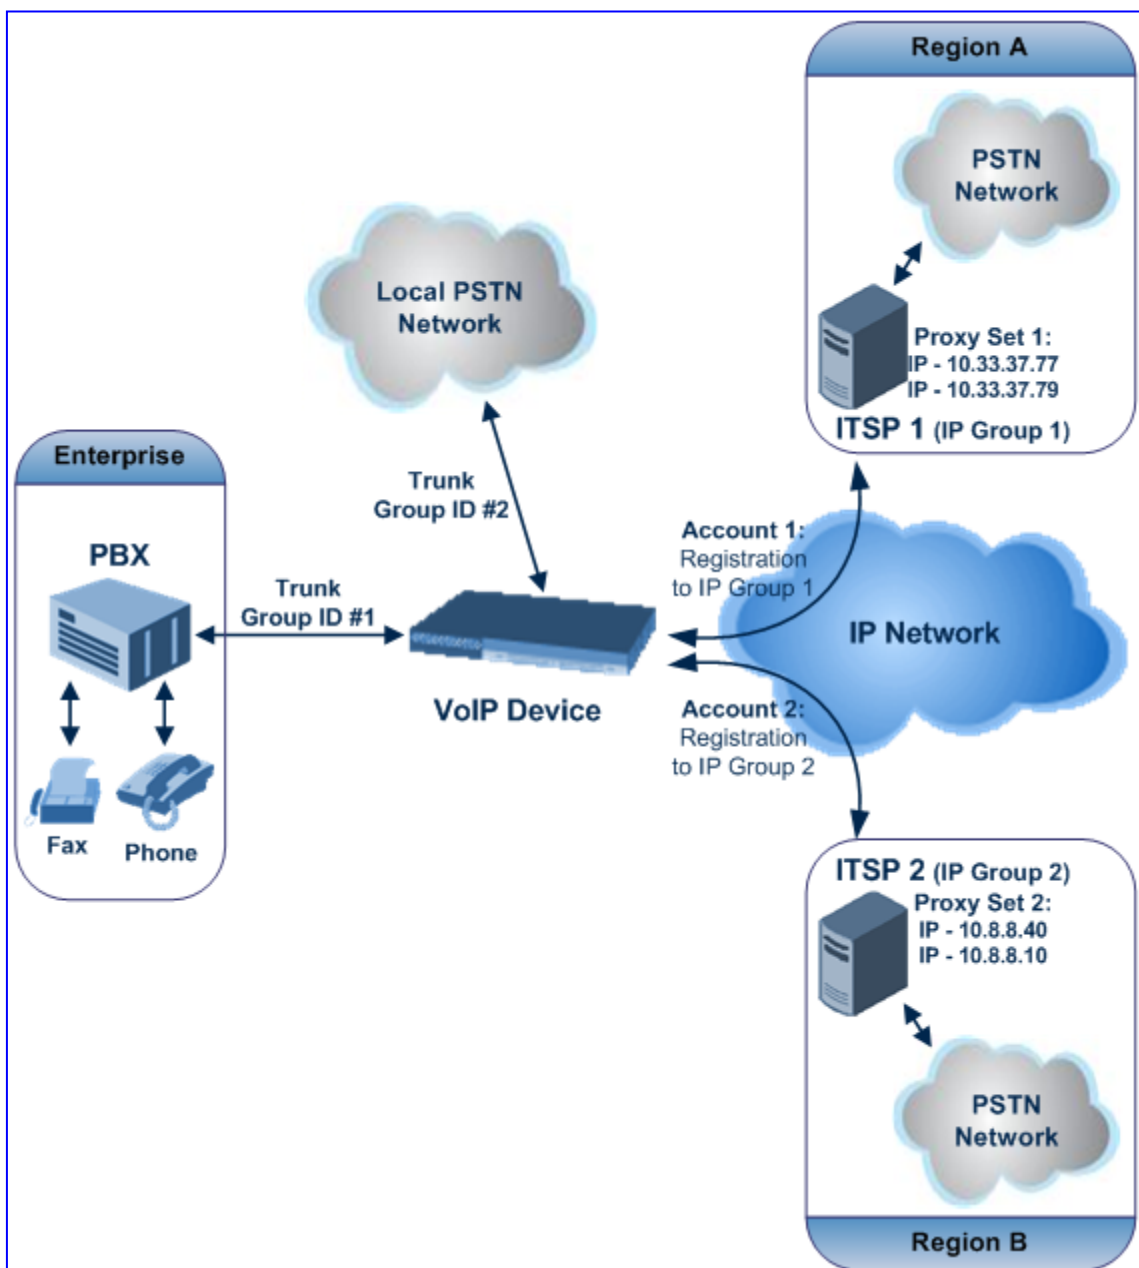 Region A
PSTN
Network
Proxy Set 1:
IP - 10.33.37.77
IP - 10.33.37.79
ITSP 1 (IP Group 1)
Local PSTN
Network
Trunk
Group ID #2
Enterprise
PBX
Trunk
Group ID #1
Fax
Phone
VoIP Device
Account 1:
Registration
to IP Group 1
IP Network
Account 2:
Registration
to IP Group 2
ITSP 2 (IP Group 2)
Proxy Set 2:
IP - 10.8.8.40
IP - 10.8.8.10
PSTN
Network
Region B